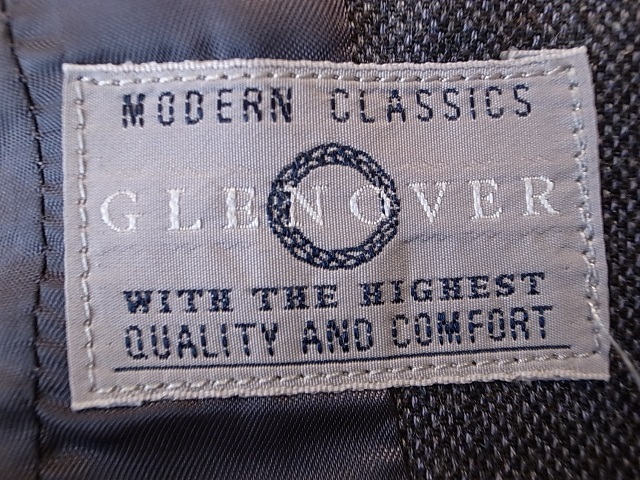 MODERN CLASSICS
GLENOVER
WITH THE HIGHEST
QUALITY AND COMFORT